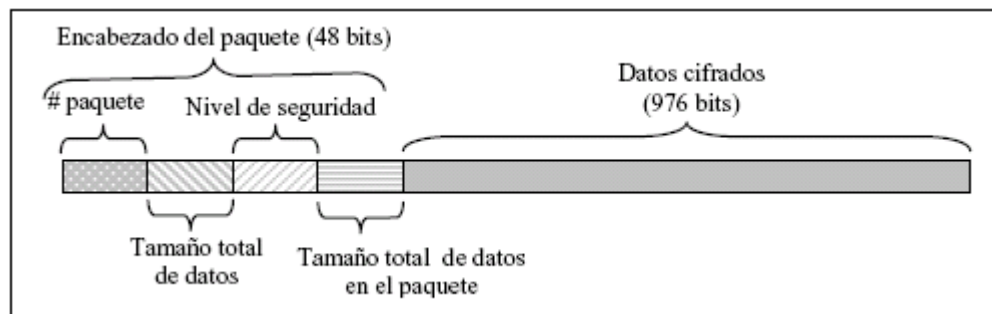 Encabezado del paquete (48 bits)
# paquete
Nivel de seguridad
Datos cifrados
(976 bits)
Tamaño total
de datos
Tamaño total de datos
en el paquete